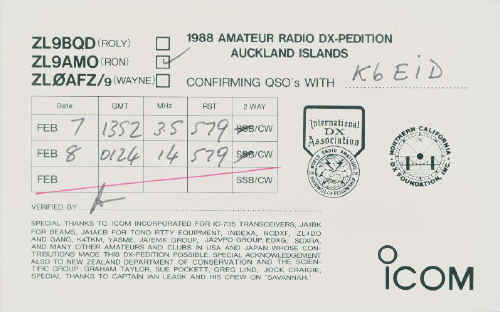 ZL9BQD (ROLY)
ZL9AMO (RON)
ZLØAFZ/9 (WAYNE)
1988 AMATEUR RADIO DX-PEDITION
AUCKLAND ISLANDS
CONFIRMING QSO's WITH K6EiD
Date GMT MHz RST 2 WAY
FEB 7 1352 3.5 579 SSB/CW
FEB 8 0124 14 579 SSB/CW
FEB SSB/CW
VERIFIED BY
International
DX
Association
NORTHERN CALIFORNIA
DX FOUNDATION, INC.
SPECIAL THANKS TO ICOM INCORPORATED FOR IC-735 TRANSCEIVERS, JA1BK
FOR BEAMS, JA1ACB FOR TONO RTTY EQUIPMENT, INDEXA, NCDXF, ZL1DD
AND GANG, K4TKM, YASME, JA1EMK GROUP, JA2VPO GROUP, EDXG,
AND MANY OTHER AMATEURS AND CLUBS IN USA AND JAPAN WHOSE CON-
TRIBUTIONS MADE THIS DX-PEDITION POSSIBLE. SPECIAL ACKNOWLEDGEMENT
ALSO TO NEW ZEALAND DEPARTMENT OF CONSERVATION AND THE SCIEN-
TIFIC GROUP: GRAHAM TAYLOR, SUE POCKETT, GREG LIND, JOCK CRAIGIE,
SPECIAL THANKS TO CAPTAIN IAN LEASK AND HIS CREW ON "SAVANNAH."
ICOM